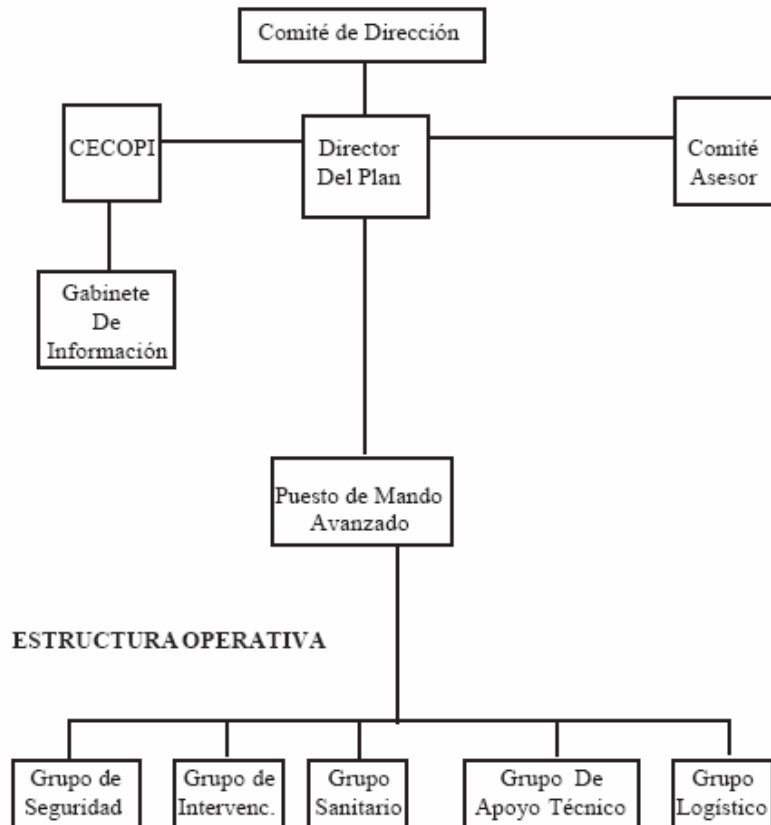 Comité de Dirección
CECOPI
Director
Del Plan
Comité
Asesor
Gabinete
De
Información
Puesto de Mando
Avanzado
ESTRUCTURA OPERATIVA
Grupo de
Seguridad
Grupo de
Intervenc.
Grupo
Sanitario
Grupo De
Apoyo Técnico
Grupo
Logístico